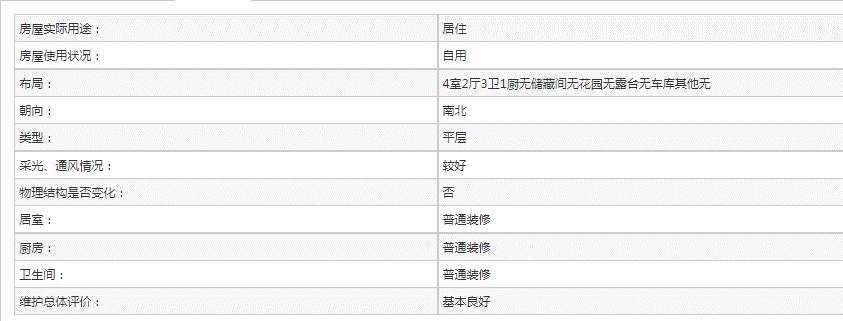 房屋实际用途： 居住
房屋使用状况： 自用
布局： 4室2厅3卫1厨无储藏间无花园无露台无车库其他无
朝向： 南北
类型： 平层
采光、通风情况： 较好
物理结构是否变化： 否
居室： 普通装修
厨房： 普通装修
卫生间： 普通装修
维护总体评价： 基本良好